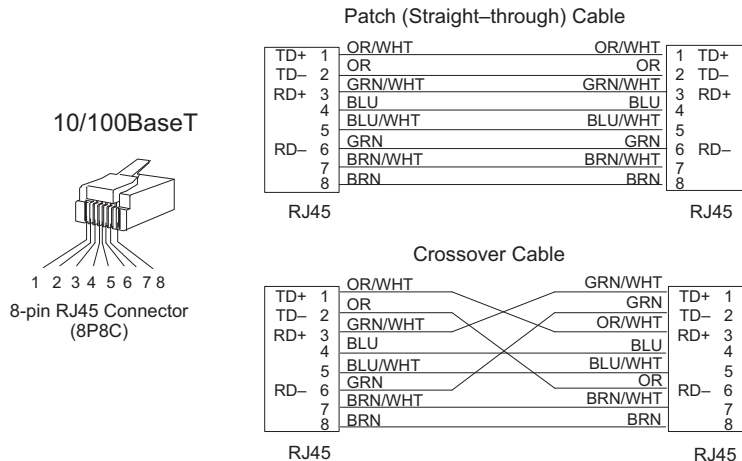 Patch (Straight–through) Cable
TD+ 1 OR/WHT OR/WHT 1 TD+
TD– 2 OR OR 2 TD–
RD+ 3 GRN/WHT GRN/WHT 3 RD+
4 BLU BLU 4
5 BLU/WHT BLU/WHT 5
RD– 6 GRN GRN 6 RD–
7 BRN/WHT BRN/WHT 7
8 BRN BRN 8
RJ45 RJ45
10/100BaseT
1 2 3 4 5 6 7 8
8-pin RJ45 Connector
(8P8C)
Crossover Cable
TD+ 1 OR/WHT GRN/WHT TD+ 1
TD– 2 OR GRN TD– 2
RD+ 3 GRN/WHT OR/WHT RD+ 3
4 BLU BLU 4
5 BLU/WHT BLU/WHT 5
RD– 6 GRN OR RD– 6
7 BRN/WHT BRN/WHT 7
8 BRN BRN 8
RJ45 RJ45